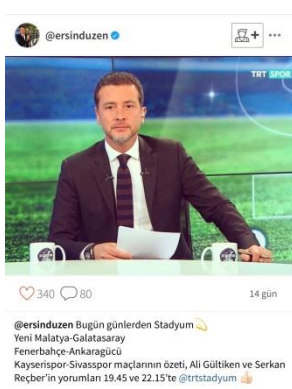 @ersinduzen
TRT SPOR
340 80 14 gün
@ersinduzen Bugün günlerden Stadyum
Yeni Malatya-Galatasaray
Fenerbahçe-Ankaragücü
Kayserispor-Sivasspor maçlarının özeti, Ali Gültiken ve Serkan
Reçber'in yorumları 19.45 ve 22.15'te @trtstadyum